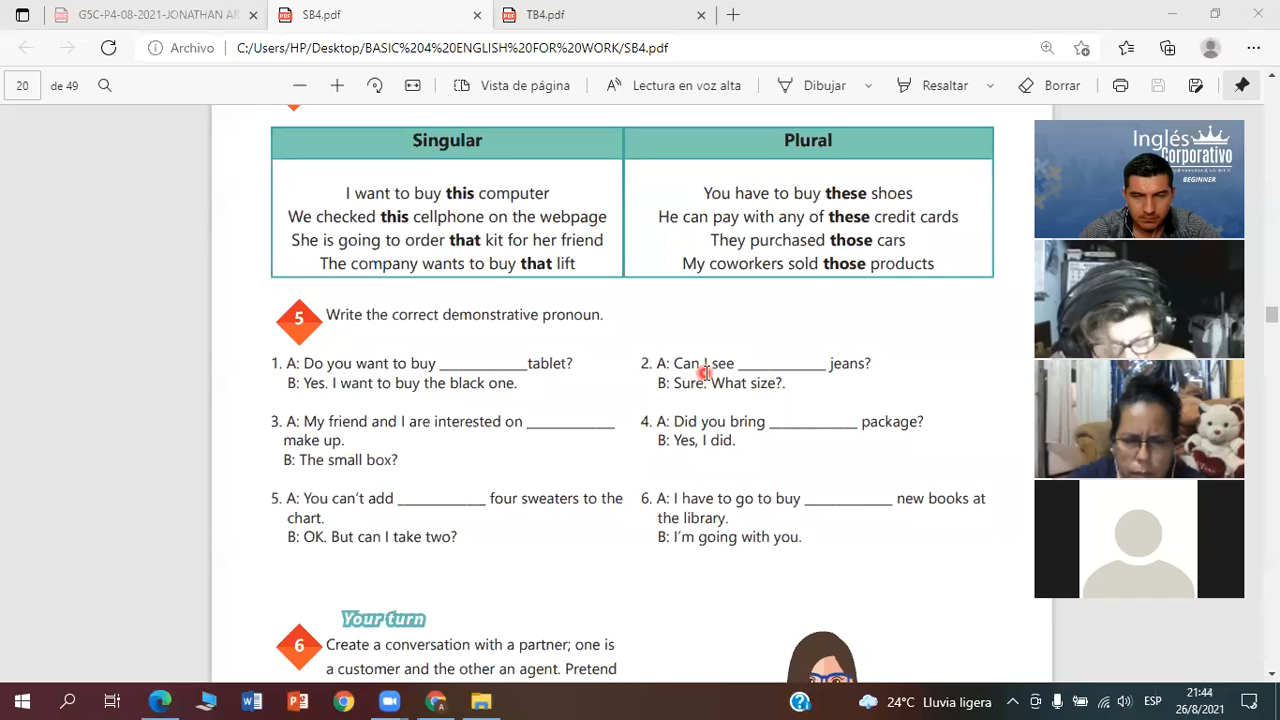 G5C-P4-08-2021-JONATHAN AR
SB4.pdf
TB4.pdf
Archivo
C:/Users/HP/Desktop/BASIC%204%20ENGLISH%20FOR%20WORK/SB4.pdf
20
de 49
Vista de página
Lectura en voz alta
Dibujar
Resaltar
Borrar
Singular
Plural
I want to buy this computer
We checked this cellphone on the webpage
She is going to order that kit for her friend
The company wants to buy that lift
You have to buy these shoes
He can pay with any of these credit cards
They purchased those cars
My coworkers sold those products
5
Write the correct demonstrative pronoun.
1. A: Do you want to buy ____________tablet?
B: Yes. I want to buy the black one.
2. A: Can I see ____________ jeans?
B: Sure. What size?.
3. A: My friend and I are interested on ____________
make up.
B: The small box?
4. A: Did you bring ____________ package?
B: Yes, I did.
5. A: You can't add ____________ four sweaters to the
chart.
B: OK. But can I take two?
6. A: I have to go to buy ____________ new books at
the library.
B: I'm going with you.
Your turn
6
Create a conversation with a partner; one is
a customer and the other an agent. Pretend
Inglés
Corporativo
BEGINNER
24°C Lluvia ligera
ESP
21:44
26/8/2021